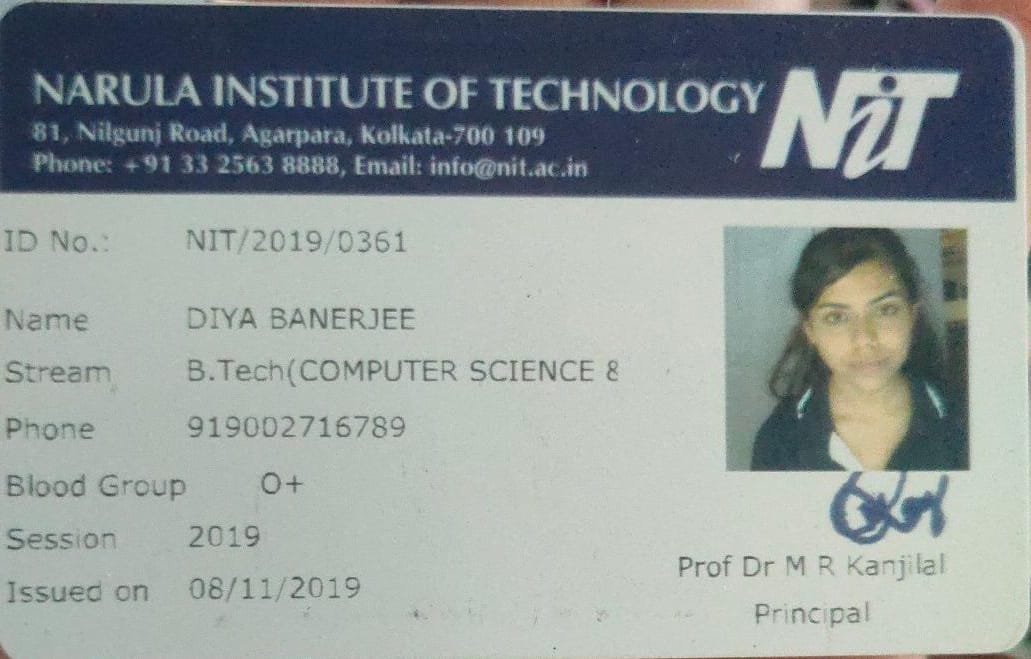 NARULA INSTITUTE OF TECHNOLOGY NiT
81, Nilgunj Road, Agarpara, Kolkata-700 109
Phone: +91 33 2563 8888, Email: info@nit.ac.in
ID No.: NIT/2019/0361
Name DIYA BANERJEE
Stream B.Tech(COMPUTER SCIENCE &
Phone 919002716789
Blood Group O+
Session 2019
Issued on 08/11/2019
Prof Dr M R Kanjilal
Principal